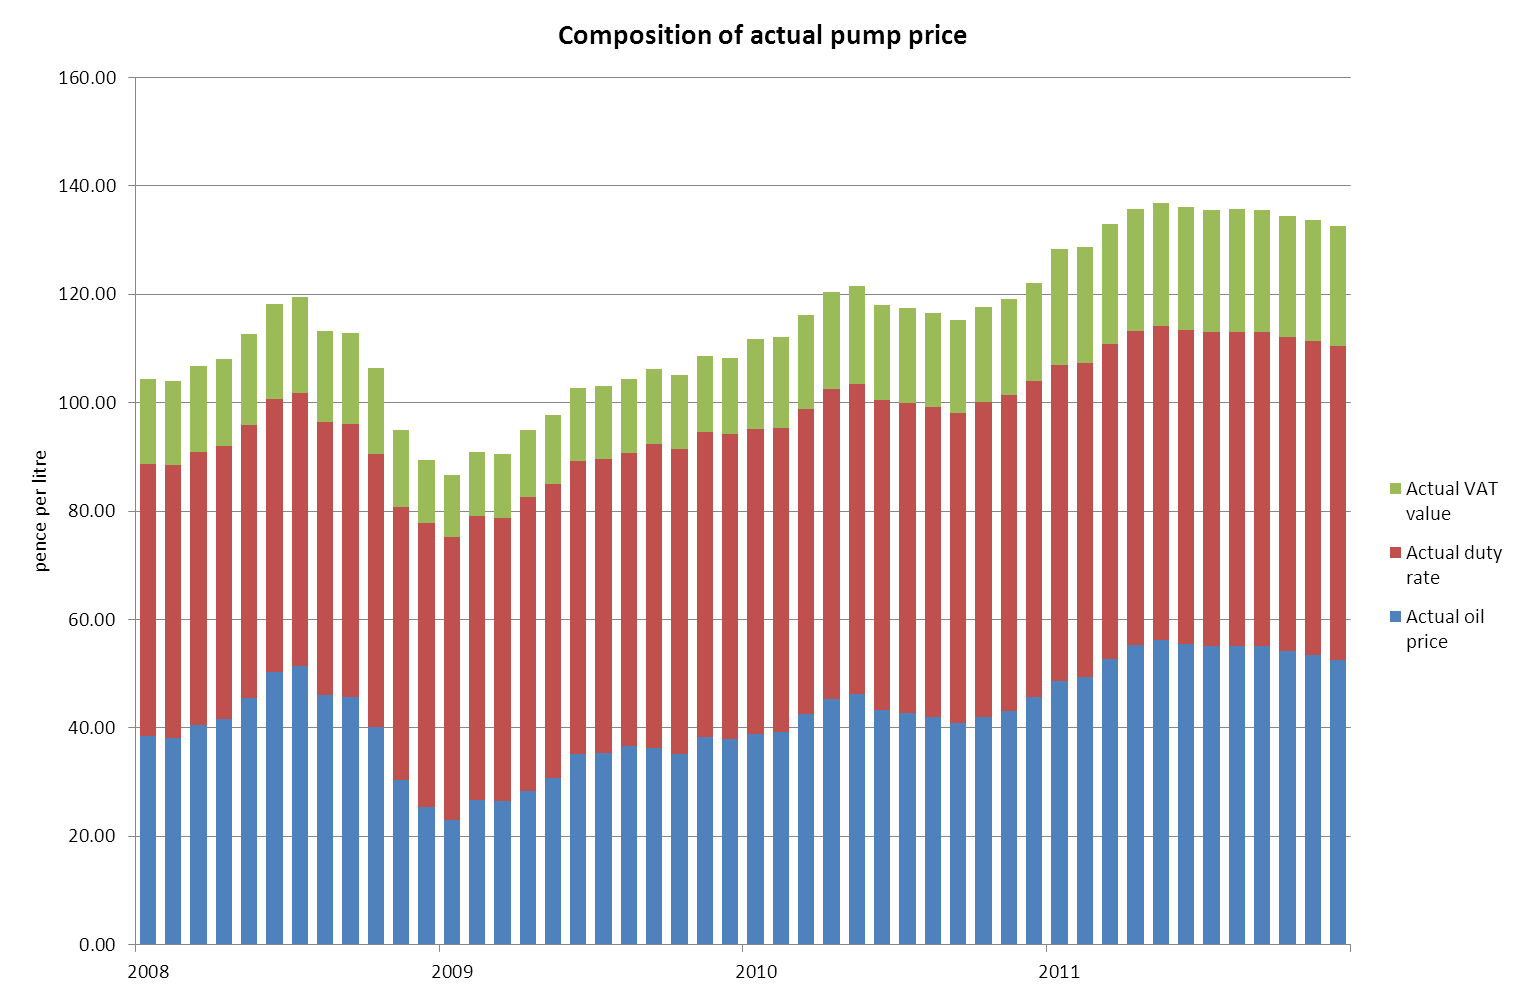 Composition of actual pump price
160.00
140.00
120.00
100.00
80.00
60.00
40.00
20.00
0.00
pence per litre
2008
2009
2010
2011
Actual VAT
value
Actual duty
rate
Actual oil
price